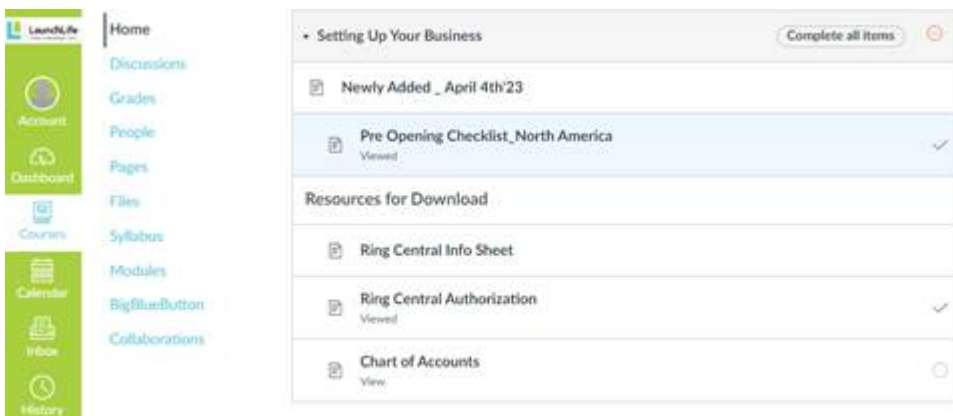 LaunchLife
Account
Dashboard
Courses
Calendar
Inbox
History
Home
Discussions
Grades
People
Pages
Files
Syllabus
Modules
BigBlueButton
Collaborations
Setting Up Your Business
Complete all items
Newly Added _ April 4th'23
Pre Opening Checklist_North America
Viewed
Resources for Download
Ring Central Info Sheet
Ring Central Authorization
Viewed
Chart of Accounts
View